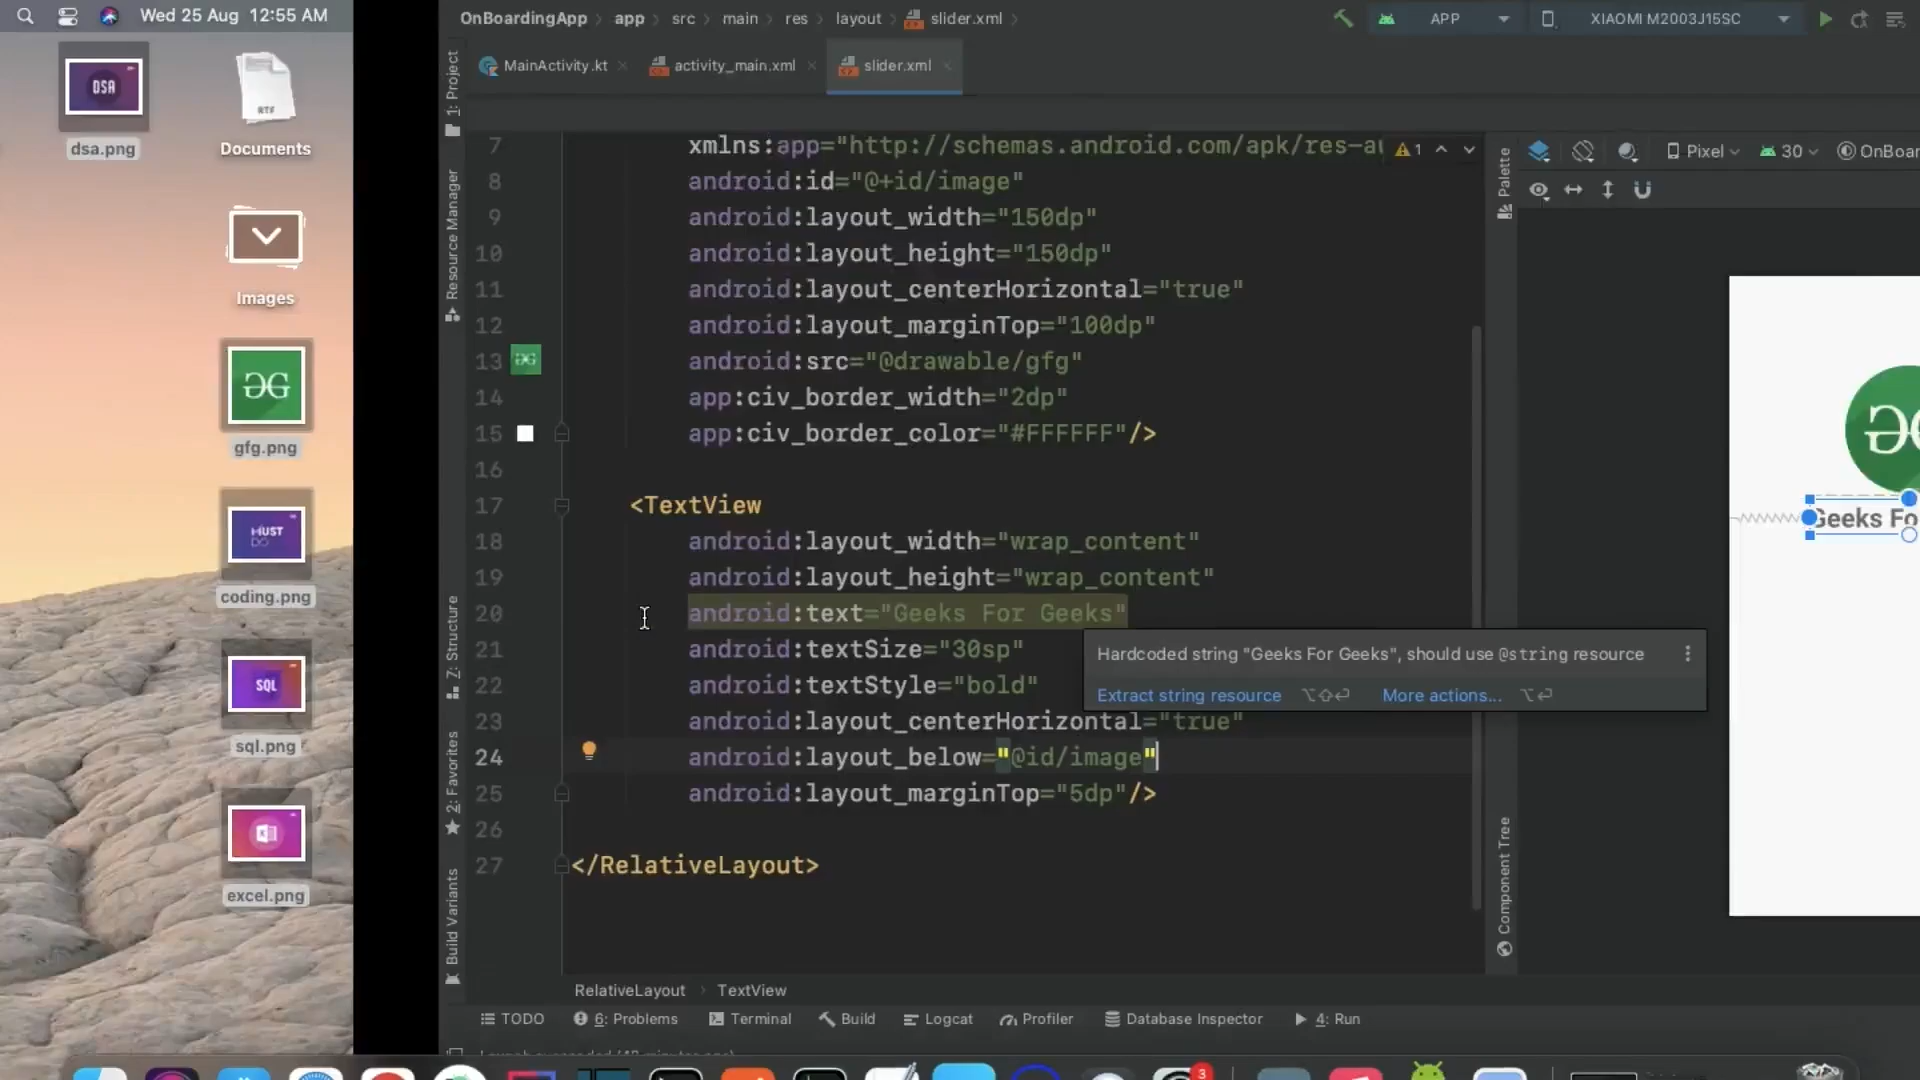 Wed 25 Aug 12:55 AM
DSA
dsa.png
RTF
Documents
Images
gfg.png
MUST
DO
coding.png
SQL
sql.png
excel.png
OnBoardingApp > app > src > main > res > layout > slider.xml
APP
XIAOMI M2003J15SC
MainActivity.kt
activity_main.xml
slider.xml
1: Project
Resource Manager
Z: Structure
2: Favorites
Build Variants
7 xmlns:app="http://schemas.android.com/apk/res-au
1
8 android:id="@+id/image"
9 android:layout_width="150dp"
10 android:layout_height="150dp"
11 android:layout_centerHorizontal="true"
12 android:layout_marginTop="100dp"
13 android:src="@drawable/gfg"
14 app:civ_border_width="2dp"
15 app:civ_border_color="#FFFFFF"/>
16
17 <TextView
18 android:layout_width="wrap_content"
19 android:layout_height="wrap_content"
20 android:text="Geeks For Geeks"
21 android:textSize="30sp"
22 android:textStyle="bold"
23 android:layout_centerHorizontal="true"
24 android:layout_below="@id/image"
25 android:layout_marginTop="5dp"/>
26
27 </RelativeLayout>
Hardcoded string "Geeks For Geeks", should use @string resource
Extract string resource ⌥⇧⏎ More actions... ⌥⏎
Palette
Pixel
30
OnBoar
Geeks Fo
Component Tree
RelativeLayout > TextView
TODO
6: Problems
Terminal
Build
Logcat
Profiler
Database Inspector
4: Run
3